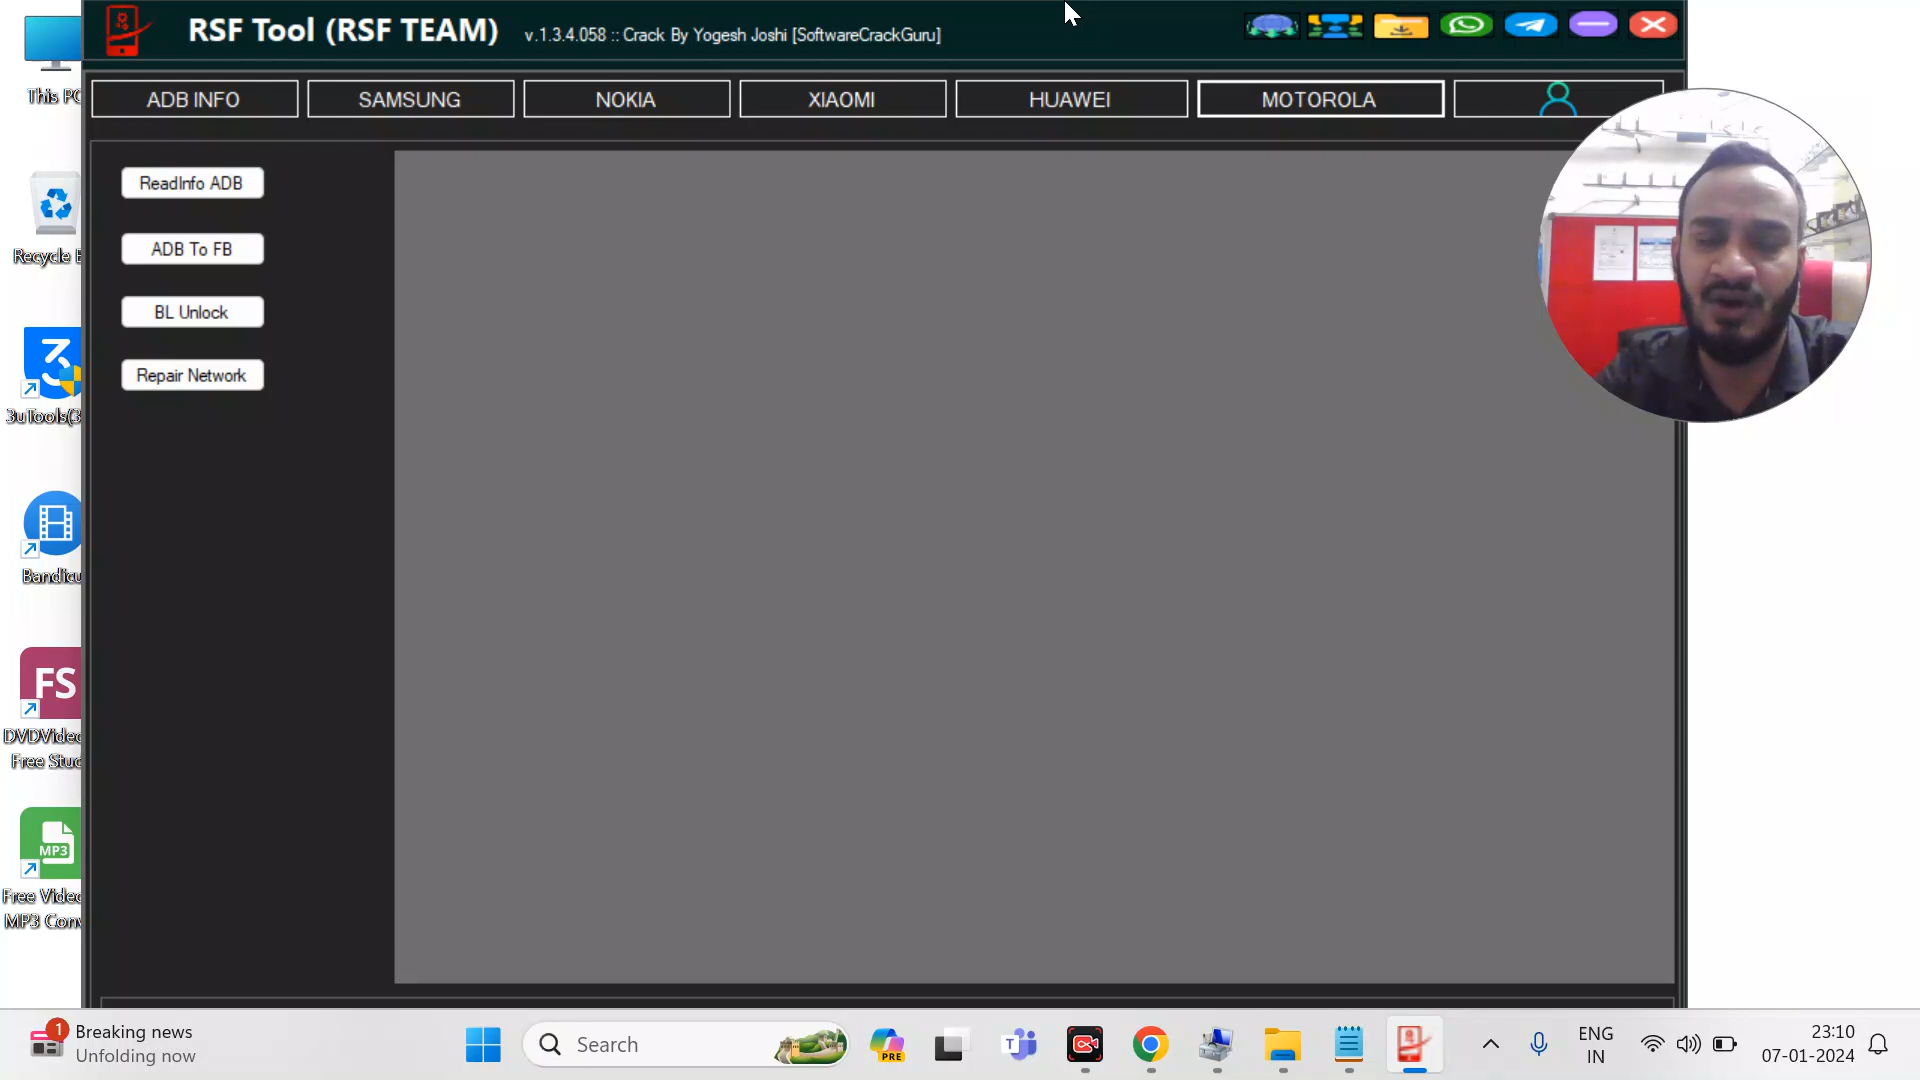 RSF Tool (RSF TEAM) v.1.3.4.058 :: Crack By Yogesh Joshi [SoftwareCrackGuru]
ADB INFO SAMSUNG NOKIA XIAOMI HUAWEI MOTOROLA
ReadInfo ADB
ADB To FB
BL Unlock
Repair Network
This PC
Recycle B
3
3uTools(3
Bandicu
FS
DVDVideo
Free Stud
MP3
Free Video
MP3 Conv
1
Breaking news
Unfolding now
Search
PRE
T
ENG
IN
23:10
07-01-2024